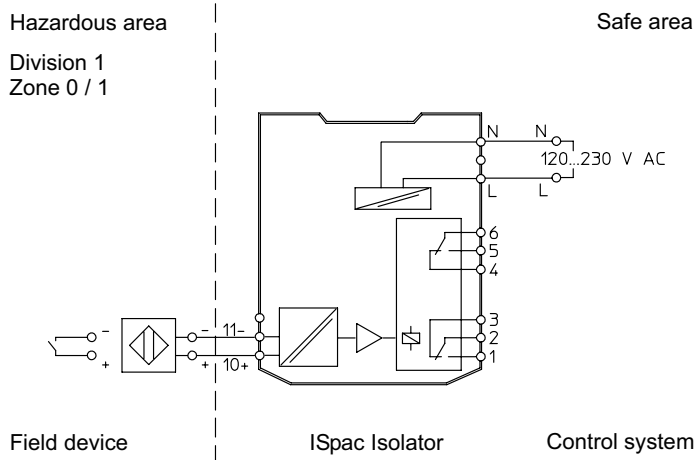 Hazardous area
Safe area
Division 1
Zone 0 / 1
N N
120...230 V AC
L L
6
5
4
3
- - 11-
2
+ + 10+
1
Field device
ISpac Isolator
Control system